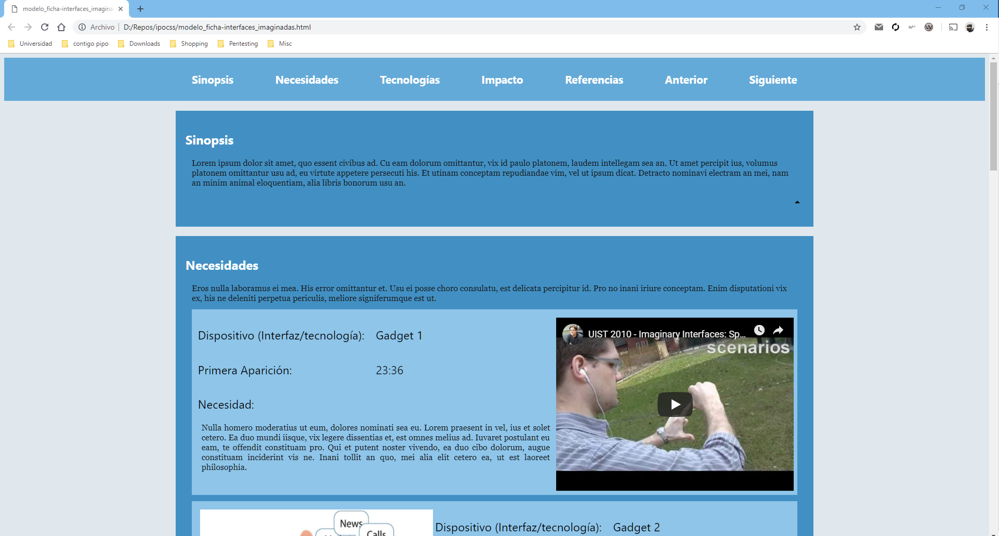 modelo_ficha-interfaces_imagina
Archivo D:/Repos/ipocss/modelo_ficha-interfaces_imaginadas.html
Universidad contigo pipo Downloads Shopping Pentesting Misc
Sinopsis Necesidades Tecnologías Impacto Referencias Anterior Siguiente
Sinopsis
Lorem ipsum dolor sit amet, quo essent civibus ad. Cu eam dolorum omittantur, vix id paulo platonem, laudem intellegam sea an. Ut amet percipit ius, volumus
platonem omittantur usu ad, eu virtute appetere persecuti his. Et utinam conceptam repudiandae vim, vel ut ipsum dicat. Detracto nominavi electram an mei, nam
an minim animal eloquentiam, alia libris bonorum usu an.
Necesidades
Eros nulla laboramus ei mea. His error omittantur et. Usu ei posse choro consulatu, est delicata percipitur id. Pro no inani iriure conceptam. Enim disputationi vix
ex, his ne deleniti perpetua periculis, meliore signiferumque est ut.
Dispositivo (Interfaz/tecnología): Gadget 1
Primera Aparición: 23:36
Necesidad:
Nulla homero moderatius ut eum, dolores nominati sea eu. Lorem praesent in vel, ius et solet
cetero. Ea duo mundi iisque, vix legere dissentias et, est omnes melius ad. Iuvaret postulant eu
eam, te offendit constituam pro. Qui et putent noster vivendo, ea duo cibo dolorum, augue
constituam inciderint vis ne. Inani tollit an quo, mei alia elit cetero ea, ut est laoreet
philosophia.
UIST 2010 - Imaginary Interfaces: Sp...
scenarios
News
Calls
Dispositivo (Interfaz/tecnología): Gadget 2